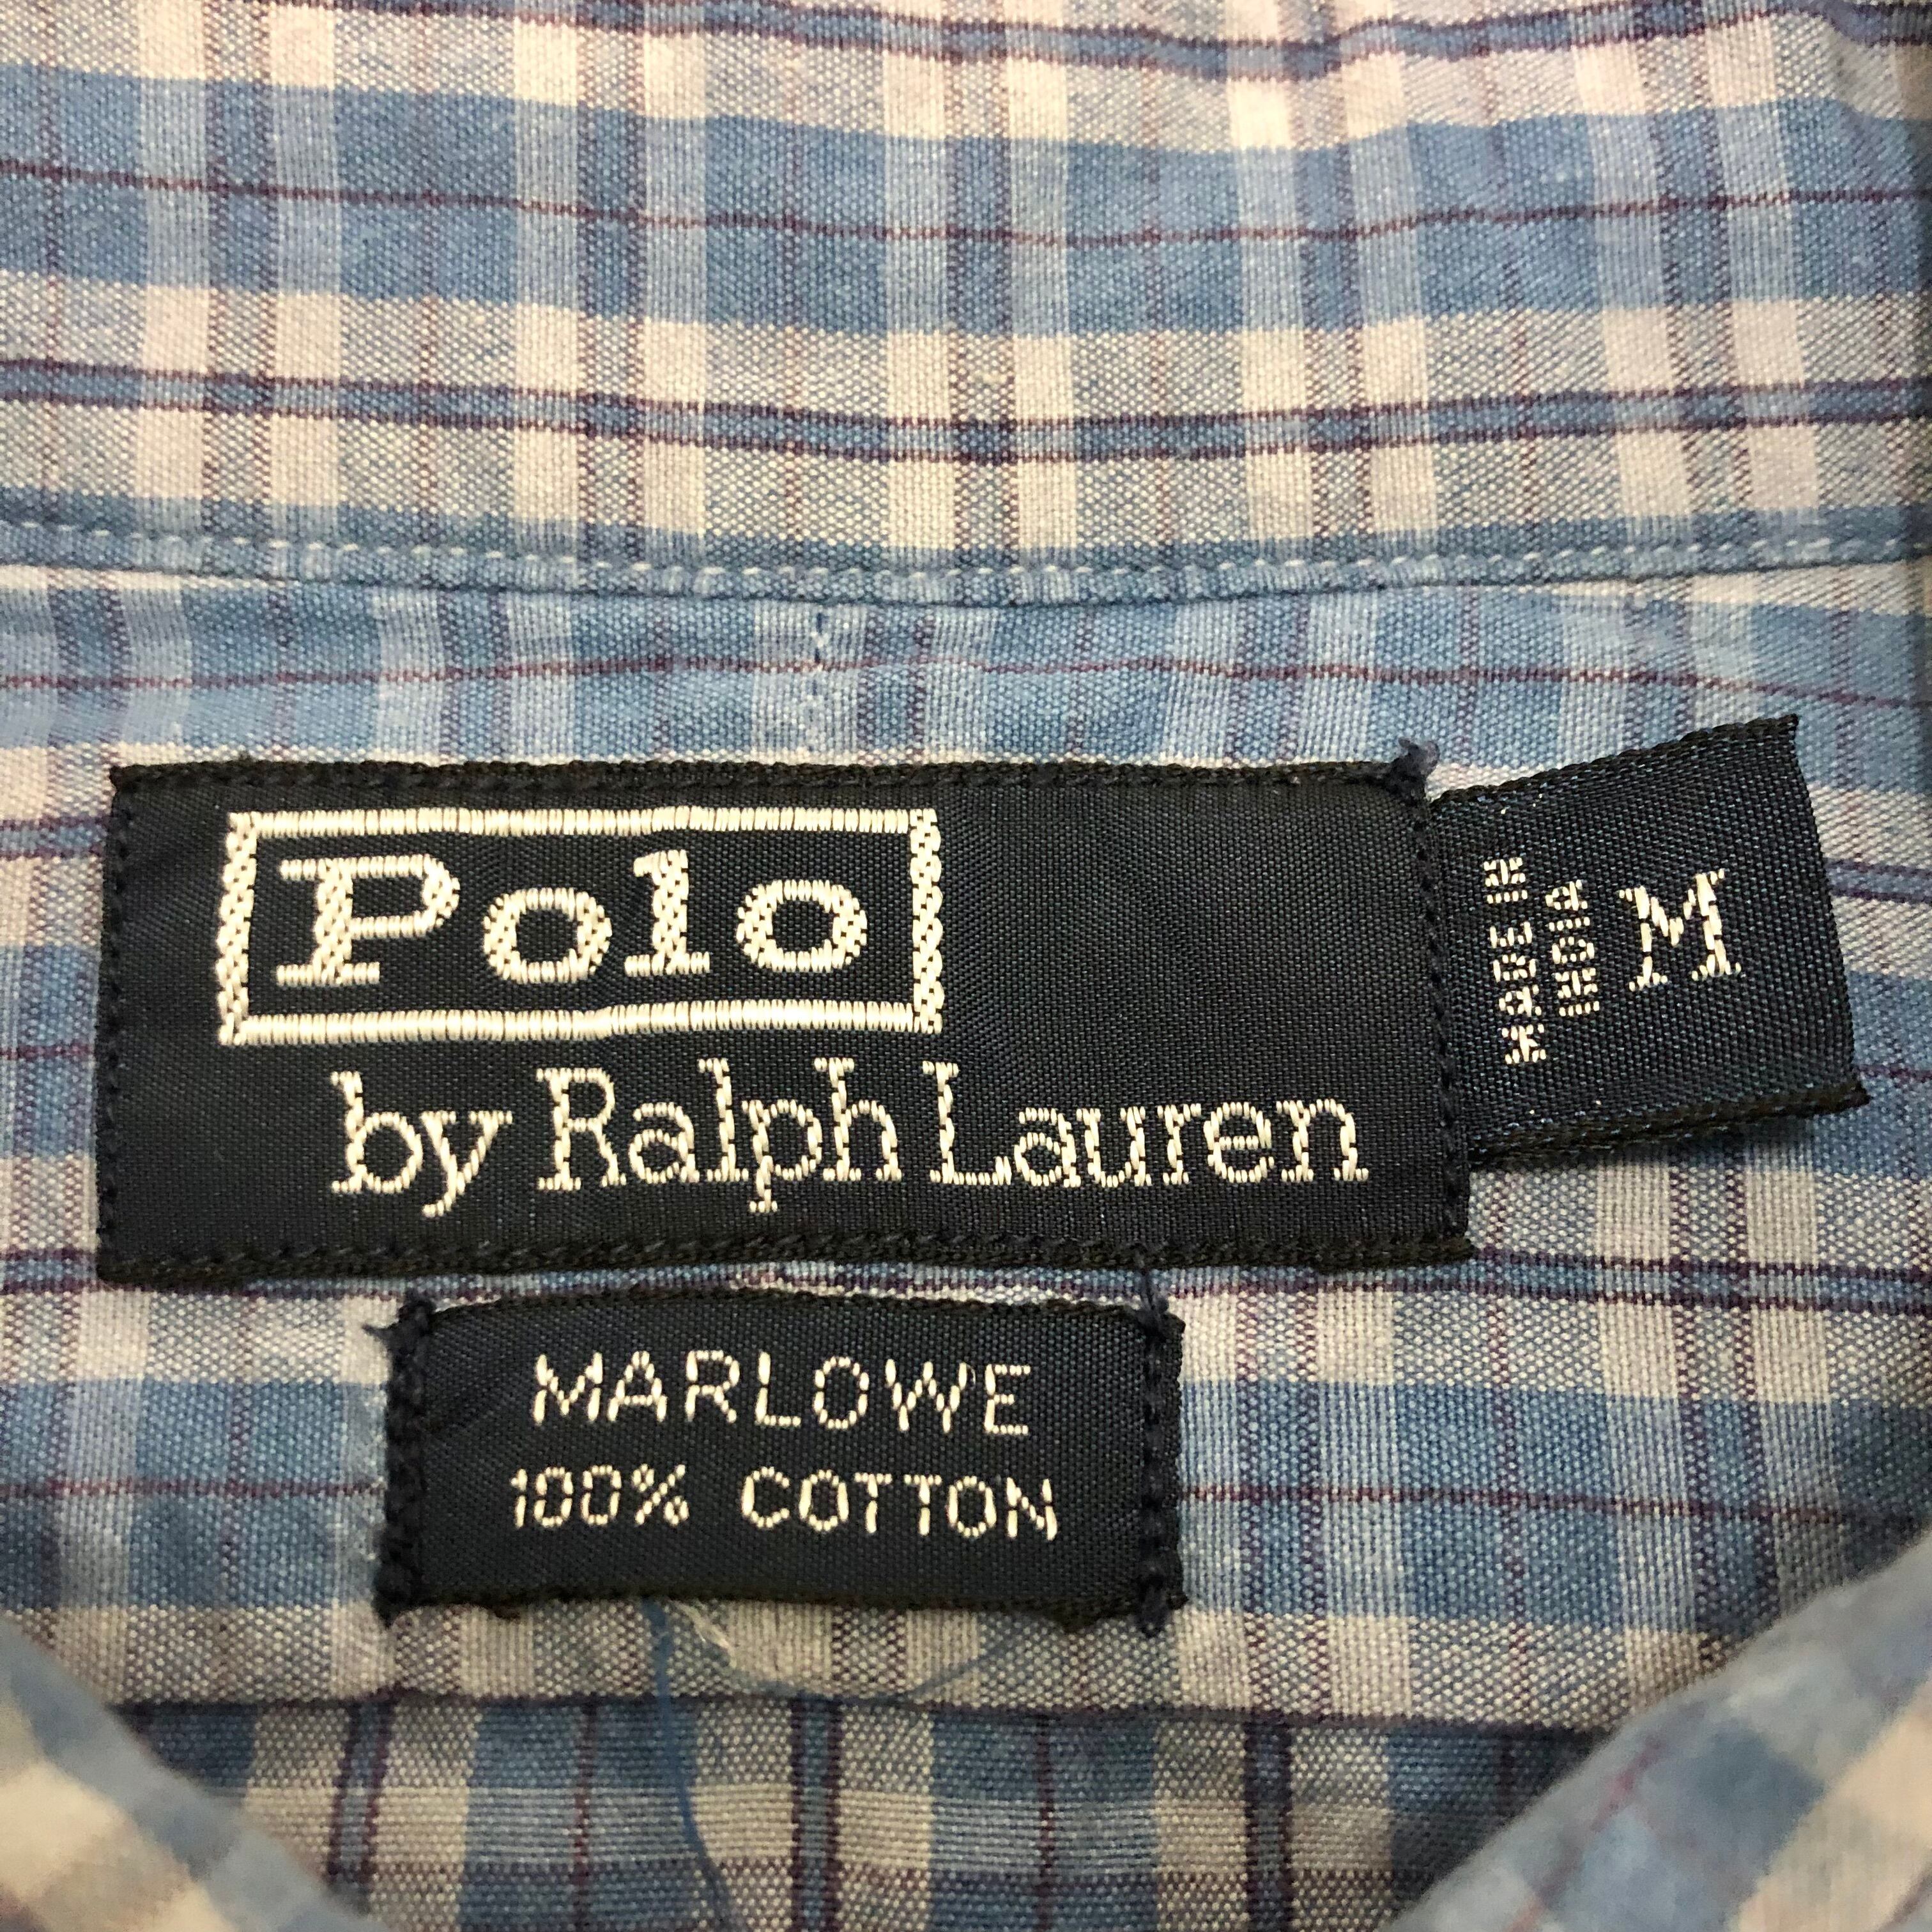 Polo
by Ralph Lauren
MADE IN
INDIA
M
MARLOWE
100% COTTON